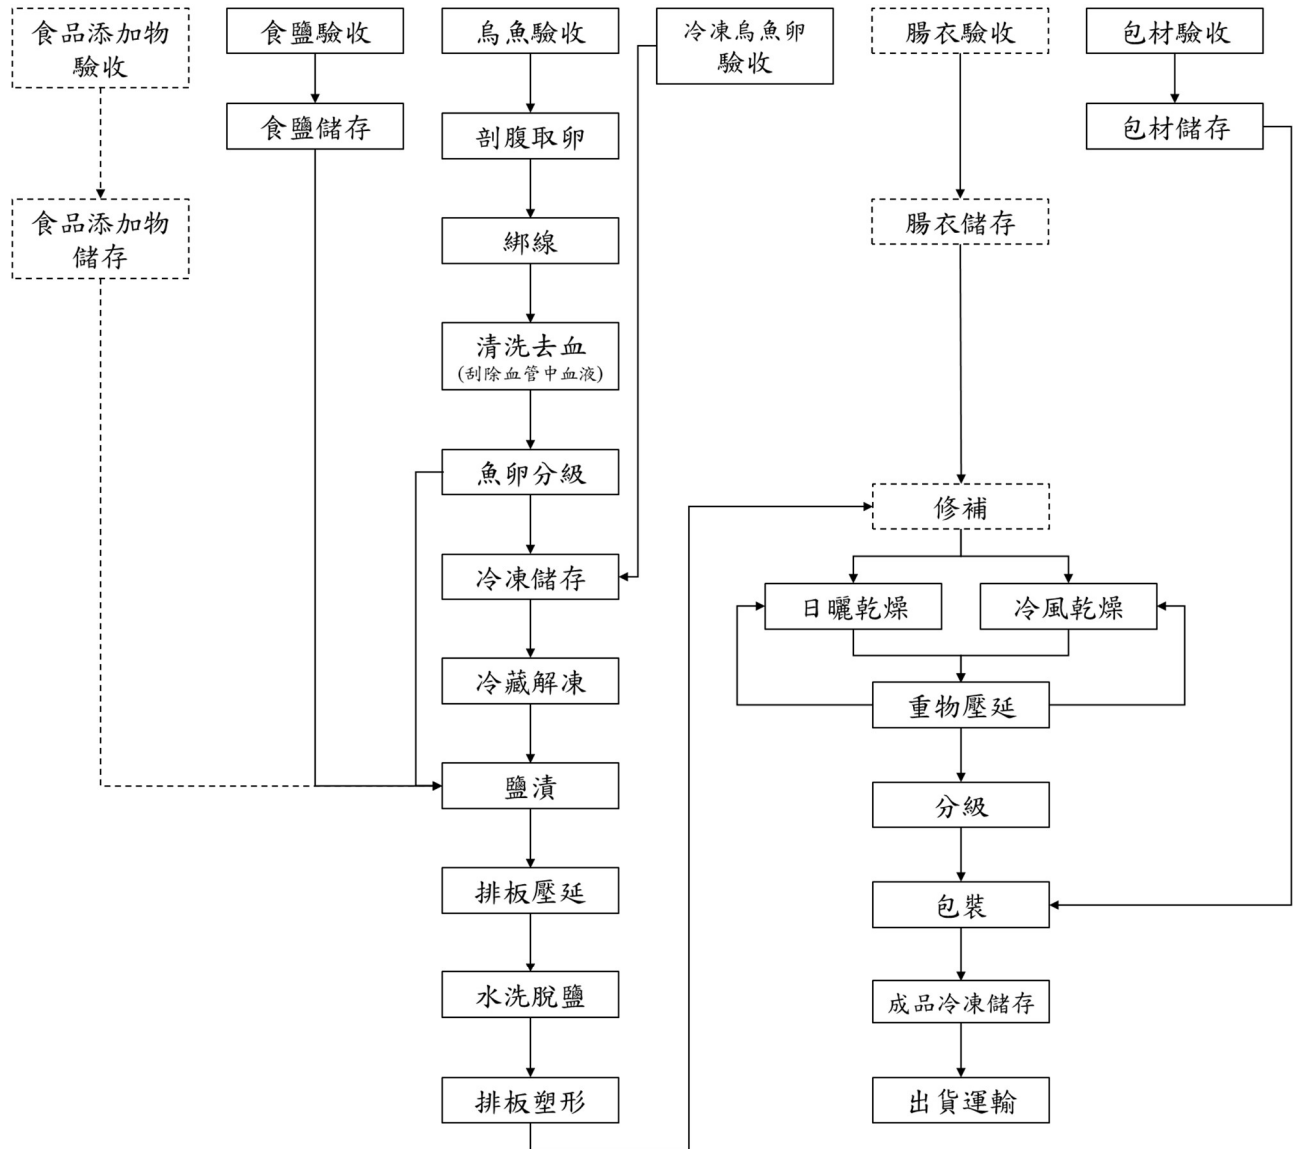 食品添加物
驗收
食鹽驗收
烏魚驗收
冷凍烏魚卵
驗收
腸衣驗收
包材驗收
食鹽儲存
剖腹取卵
包材儲存
食品添加物
儲存
綁線
腸衣儲存
清洗去血
(刮除血管中血液)
魚卵分級
修補
冷凍儲存
日曬乾燥
冷風乾燥
冷藏解凍
重物壓延
鹽漬
分級
排板壓延
包裝
水洗脫鹽
成品冷凍儲存
排板塑形
出貨運輸